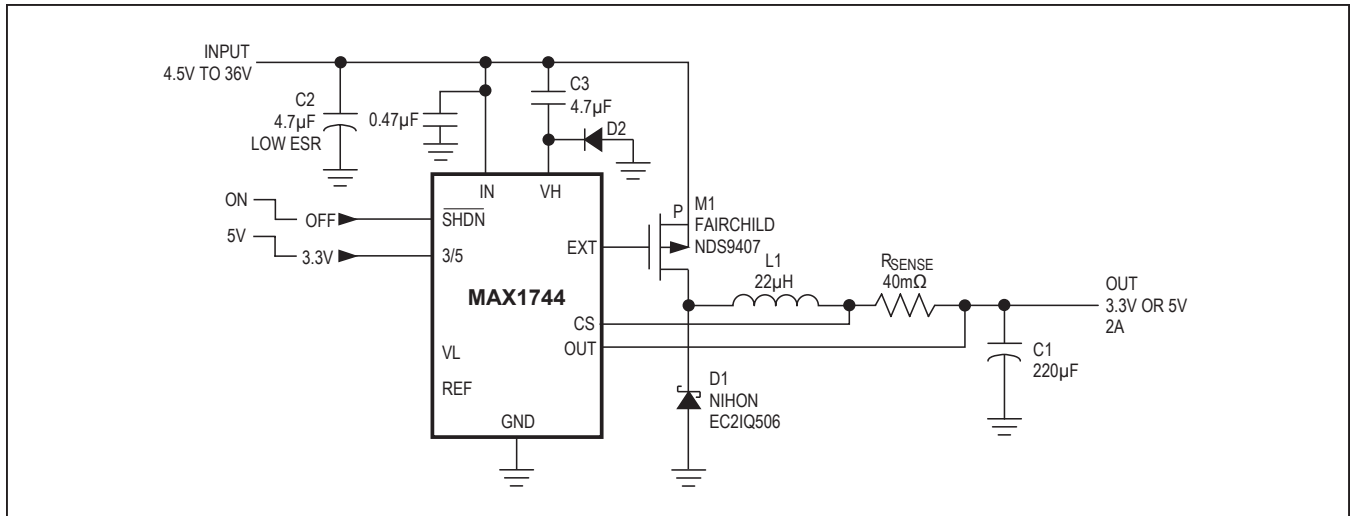 INPUT
4.5V TO 36V
C2
4.7µF
LOW ESR
0.47µF
C3
4.7µF
D2
IN
VH
ON
OFF
SHDN
5V
3.3V
3/5
EXT
MAX1744
CS
OUT
VL
REF
GND
P
M1
FAIRCHILD
NDS9407
L1
22µH
RSENSE
40mΩ
OUT
3.3V OR 5V
2A
C1
220µF
D1
NIHON
EC2IQ506